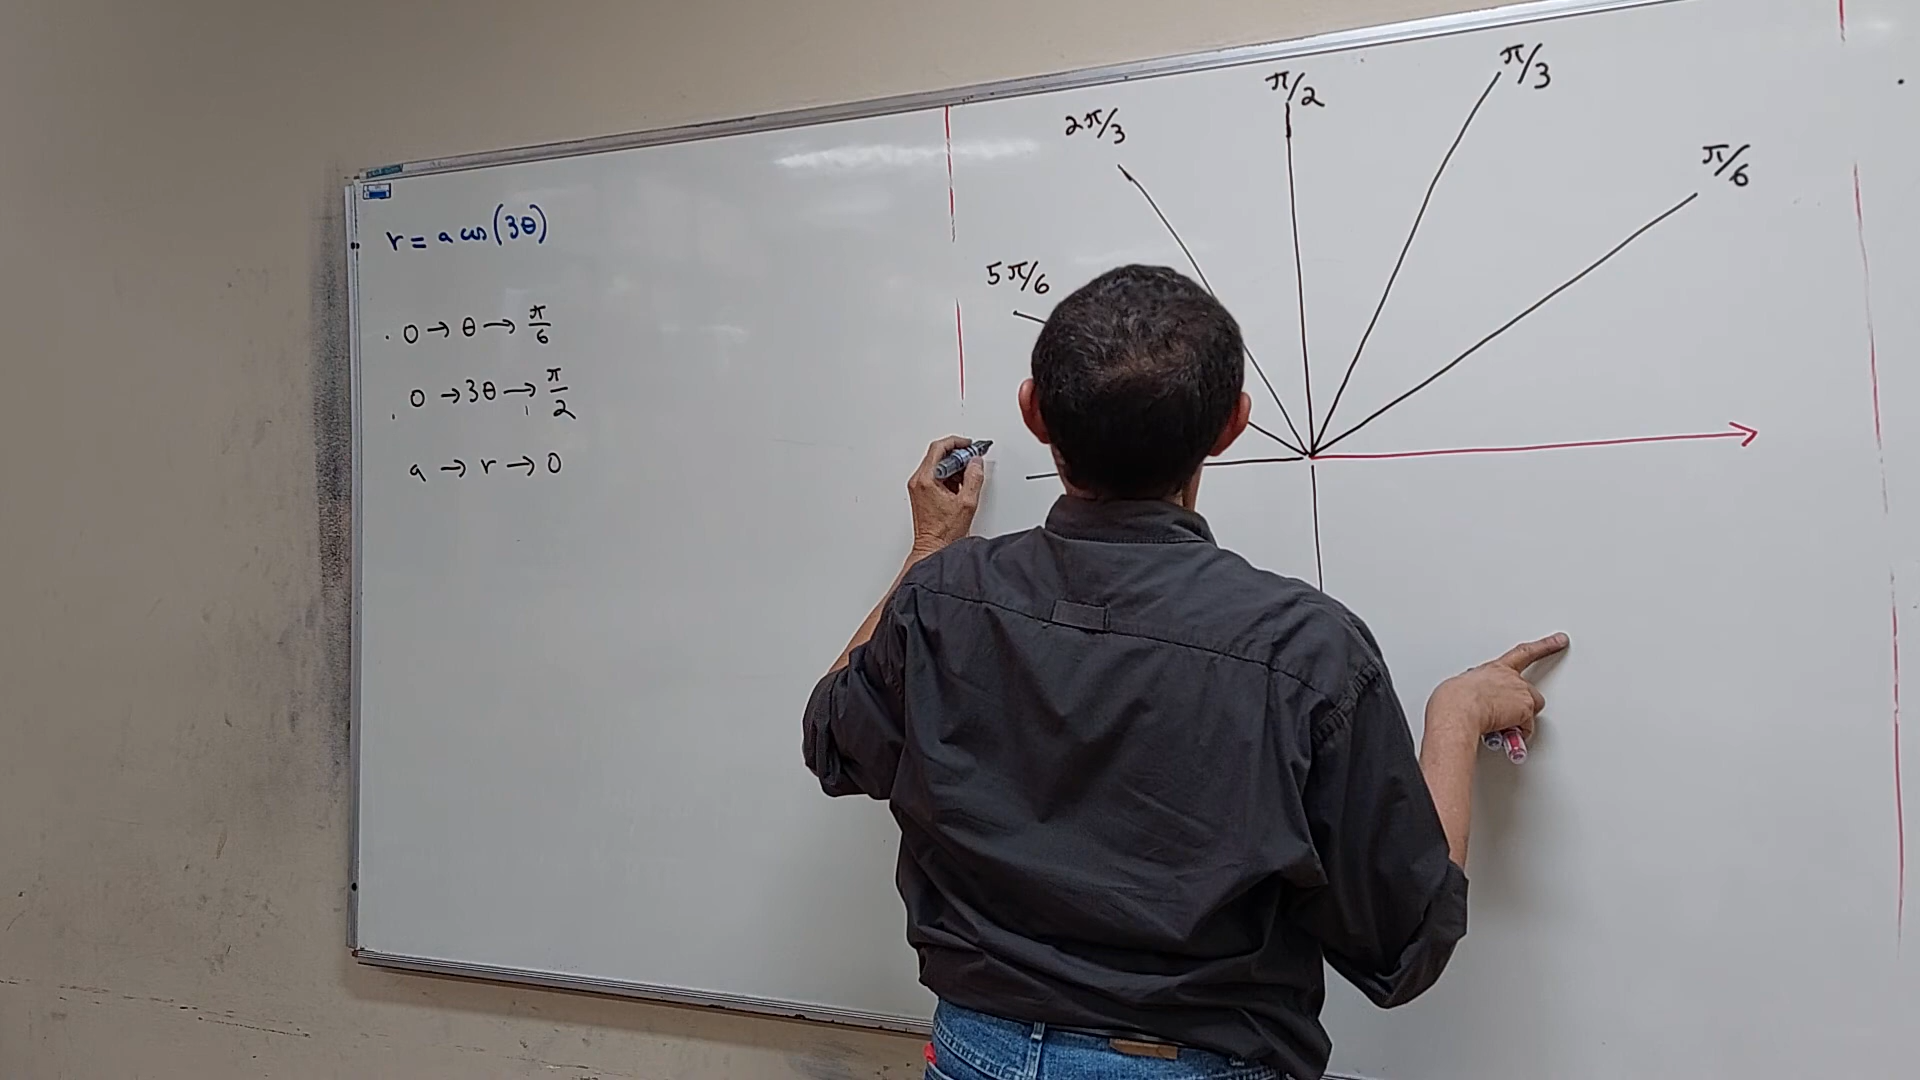 r = a cos(3θ)
0 → θ → π/6
0 → 3θ → π/2
a → r → 0
5π/6
2π/3
π/2
π/3
π/6